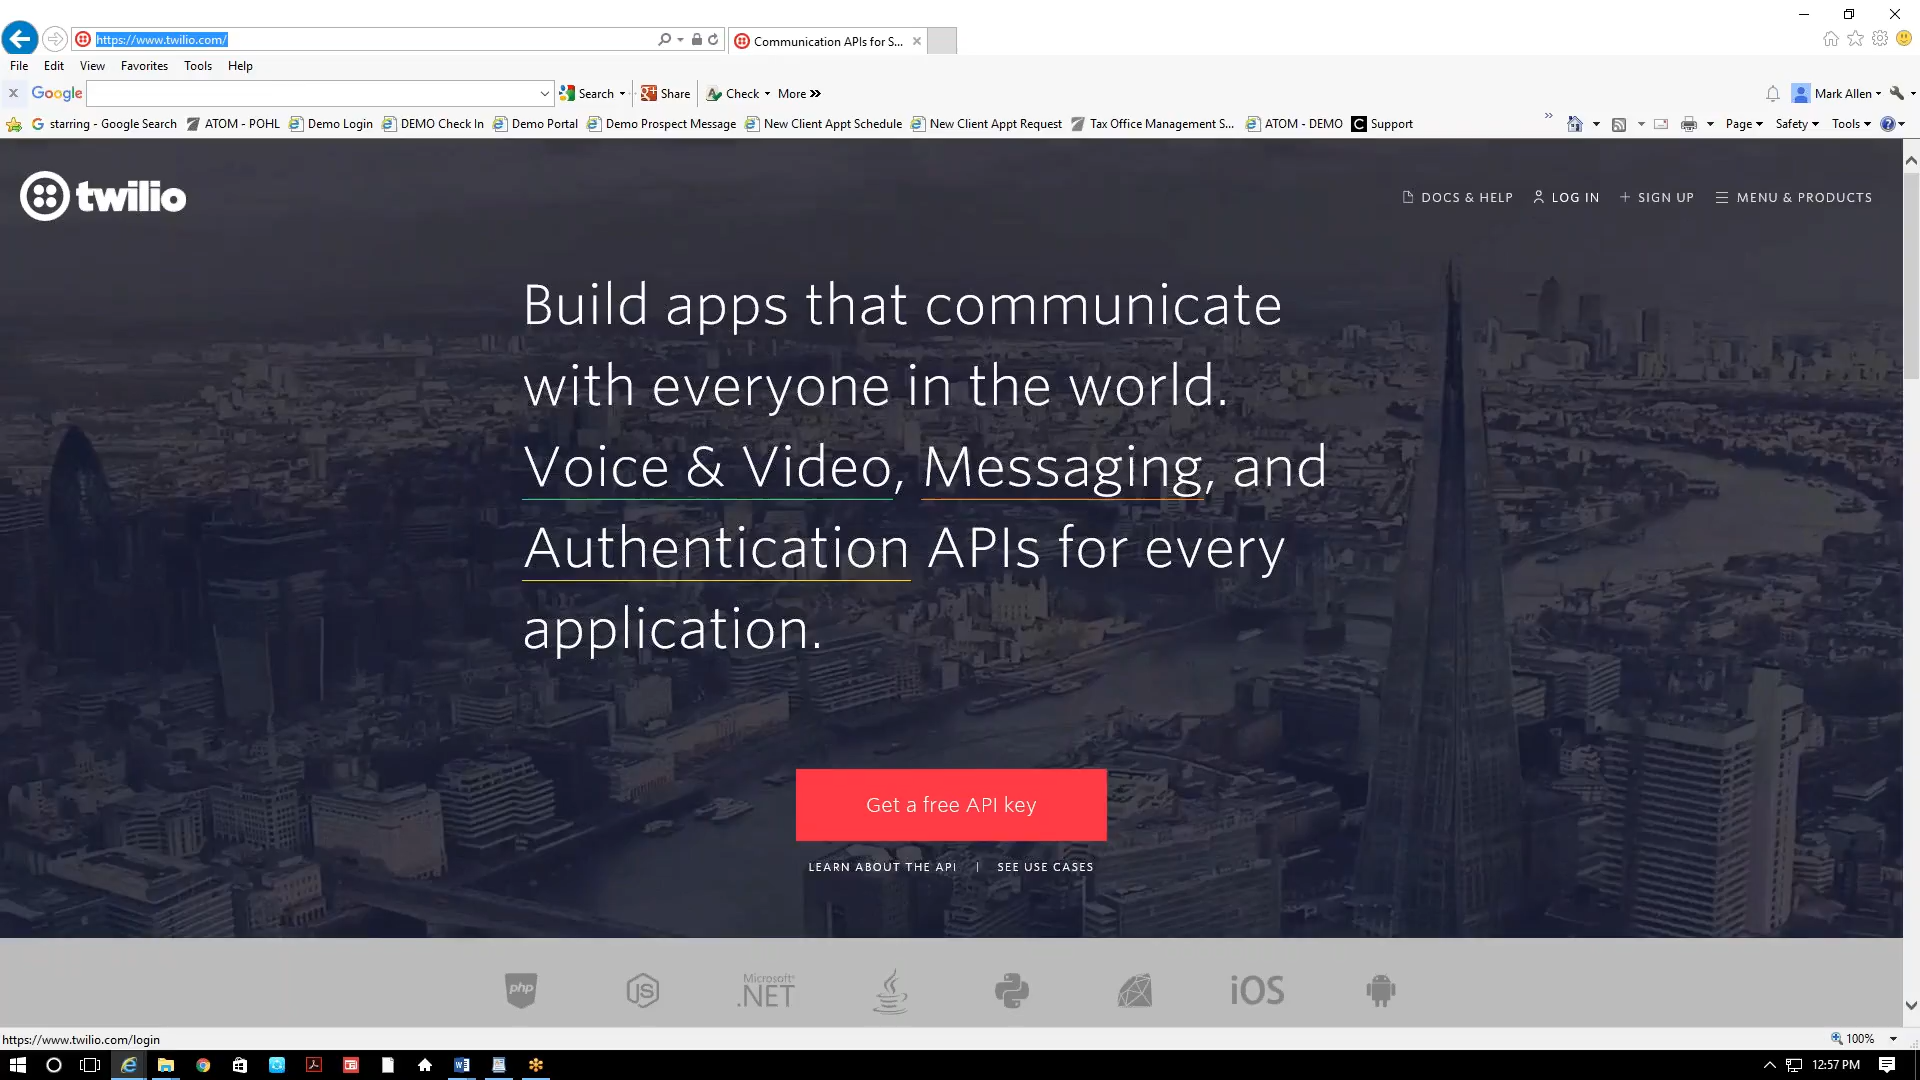 https://www.twilio.com/
Communication APIs for S...
File Edit View Favorites Tools Help
Google Search Share Check More Mark Allen
starring - Google Search ATOM - POHL Demo Login DEMO Check In Demo Portal Demo Prospect Message New Client Appt Schedule New Client Appt Request Tax Office Management S... ATOM - DEMO Support Page Safety Tools
twilio
DOCS & HELP LOG IN + SIGN UP MENU & PRODUCTS
Build apps that communicate
with everyone in the world.
Voice & Video, Messaging, and
Authentication APIs for every
application.
Get a free API key
LEARN ABOUT THE API | SEE USE CASES
php JS Microsoft .NET iOS
https://www.twilio.com/login
100%
12:57 PM